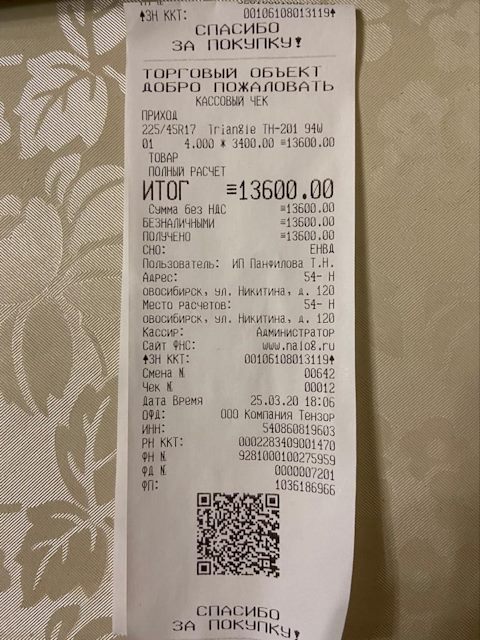 ↑ЗН ККТ: 00106108013119↑
СПАСИБО
ЗА ПОКУПКУ!
ТОРГОВЫЙ ОБЪЕКТ
ДОБРО ПОЖАЛОВАТЬ
КАССОВЫЙ ЧЕК
ПРИХОД
225/45R17 Triangle TH-201 94W
01 4.000 * 3400.00 ≡13600.00
ТОВАР
ПОЛНЫЙ РАСЧЕТ
ИТОГ ≡13600.00
Сумма без НДС ≡13600.00
БЕЗНАЛИЧНЫМИ ≡13600.00
ПОЛУЧЕНО ≡13600.00
СНО: ЕНВД
Пользователь: ИП Панфилова Т.Н.
Адрес: 54- Н
овосибирск, ул. Никитина, д. 120
Место расчетов: 54- Н
овосибирск, ул. Никитина, д. 120
Кассир: Администратор
Сайт ФНС: www.nalog.ru
↑ЗН ККТ: 00106108013119↑
Смена № 00642
Чек № 00012
Дата Время 25.03.20 18:06
ОФД: ООО Компания Тензор
ИНН: 540860819603
РН ККТ: 0002283409001470
ФН № 9281000100275959
ФД № 0000007201
ФП: 1036186966
СПАСИБО
ЗА ПОКУПКУ!